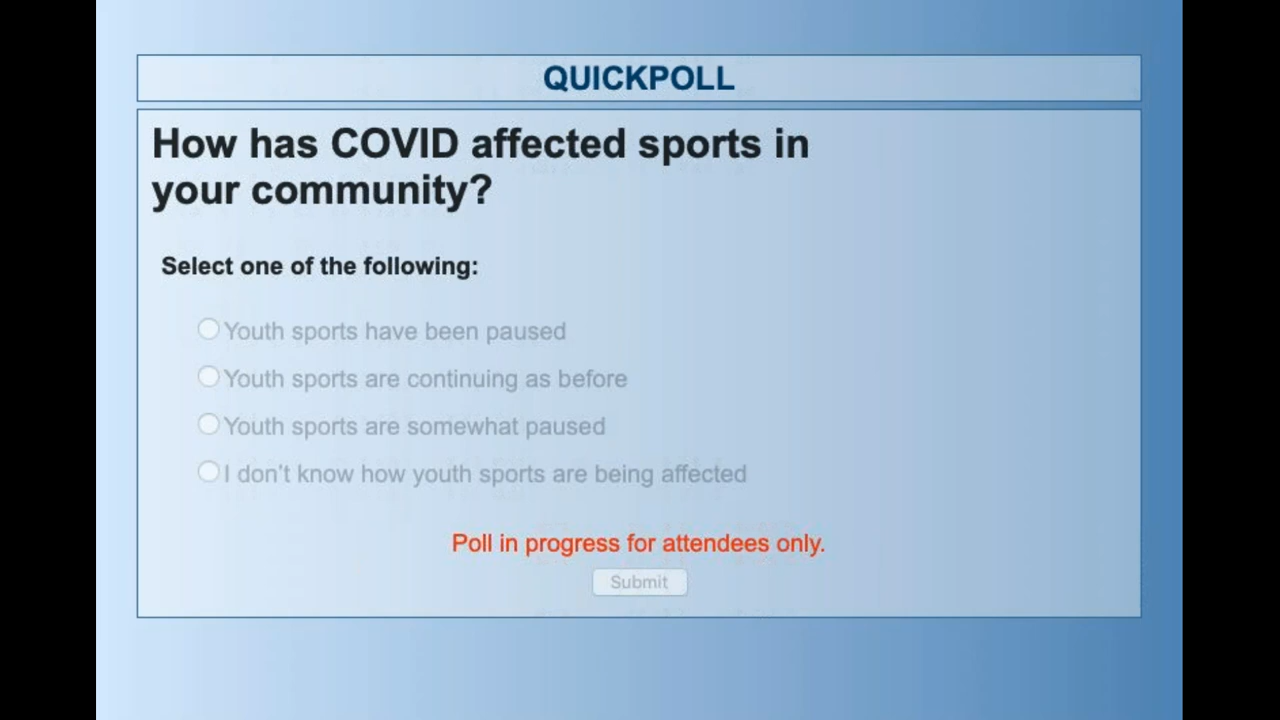 QUICKPOLL
How has COVID affected sports in
your community?
Select one of the following:
Youth sports have been paused
Youth sports are continuing as before
Youth sports are somewhat paused
I don't know how youth sports are being affected
Poll in progress for attendees only.
Submit